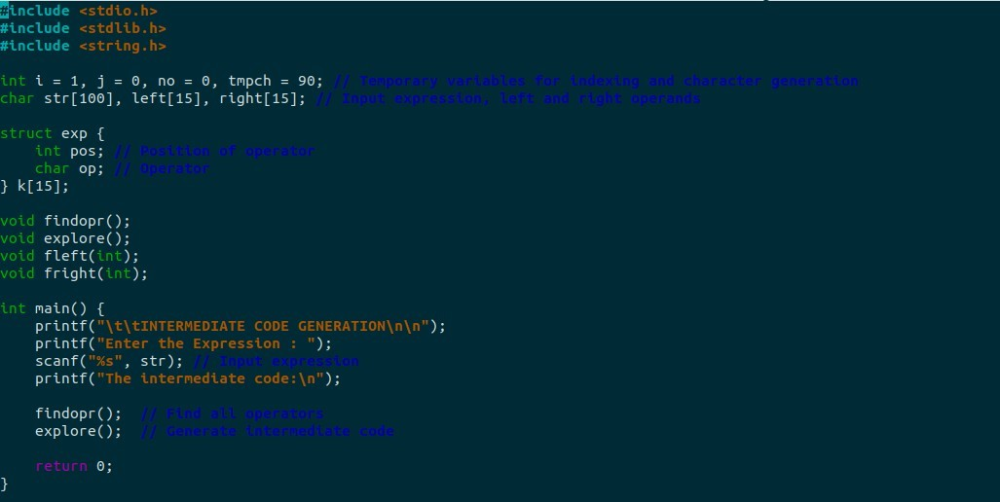 #include <stdio.h>
#include <stdlib.h>
#include <string.h>

int i = 1, j = 0, no = 0, tmpch = 90; // Temporary variables for indexing and character generation
char str[100], left[15], right[15]; // Input expression, left and right operands

struct exp {
    int pos; // Position of operator
    char op; // Operator
} k[15];

void findopr();
void explore();
void fleft(int);
void fright(int);

int main() {
    printf("\t\tINTERMEDIATE CODE GENERATION\n\n");
    printf("Enter the Expression : ");
    scanf("%s", str); // Input expression
    printf("The intermediate code:\n");

    findopr();  // Find all operators
    explore();  // Generate intermediate code

    return 0;
}